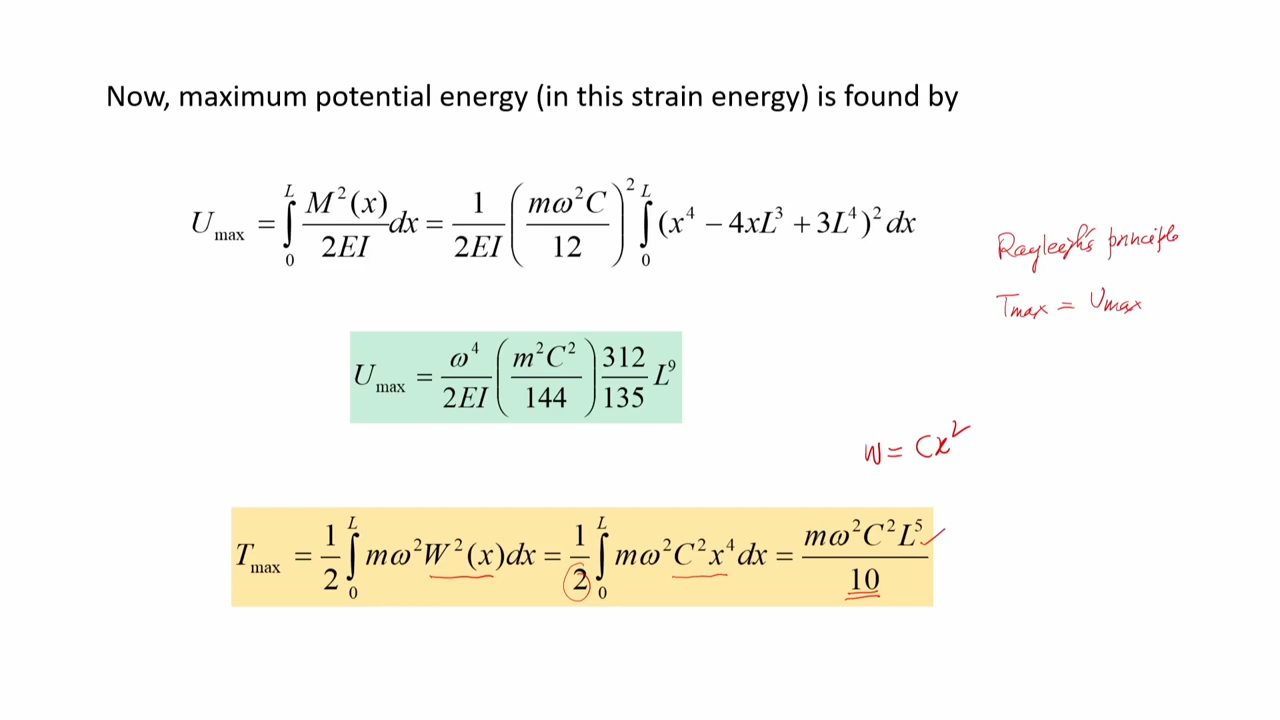 Now, maximum potential energy (in this strain energy) is found by
U_max = ∫_0^L M²(x)/2EI dx = 1/2EI (mω²C/12)² ∫_0^L (x⁴ − 4xL³ + 3L⁴)² dx
Rayleigh's principle
T_max = U_max
U_max = ω⁴/2EI (m²C²/144) 312/135 L⁹
W = Cx²
T_max = 1/2 ∫_0^L mω²W²(x)dx = 1/2 ∫_0^L mω²C²x⁴dx = mω²C²L⁵/10